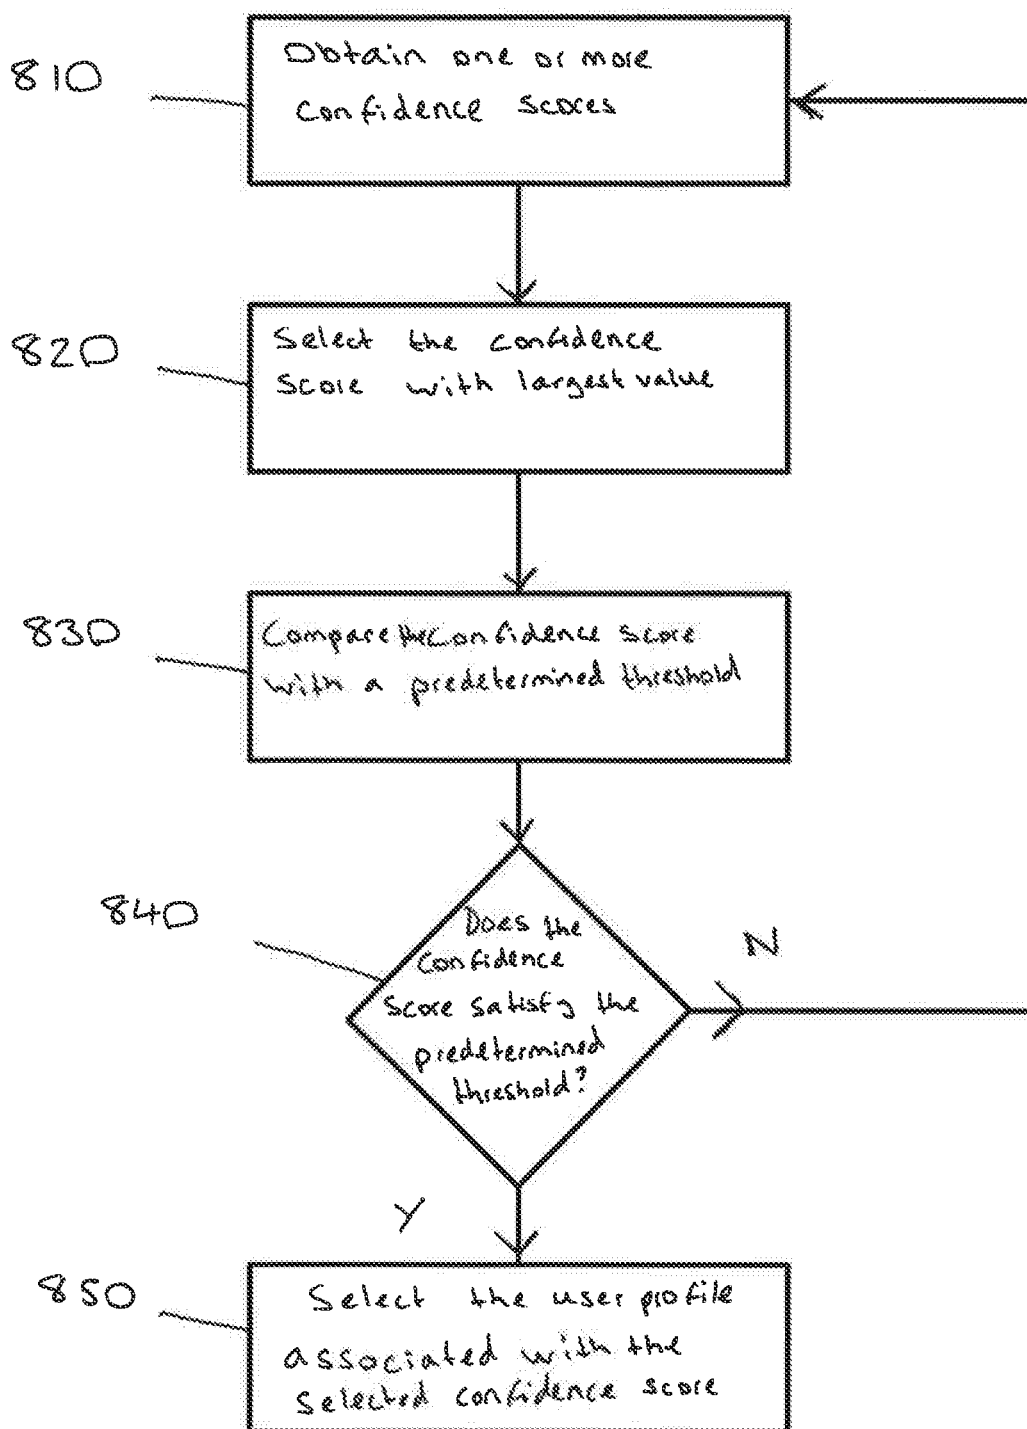 810
Obtain one or more
Confidence scores
820
Select the confidence
Score with largest value
830
Compare the Confidence score
with a predetermined threshold
840
Does the
Confidence
Score satisfy the
predetermined
threshold?
N
Y
850
Select the user profile
associated with the
Selected confidence score